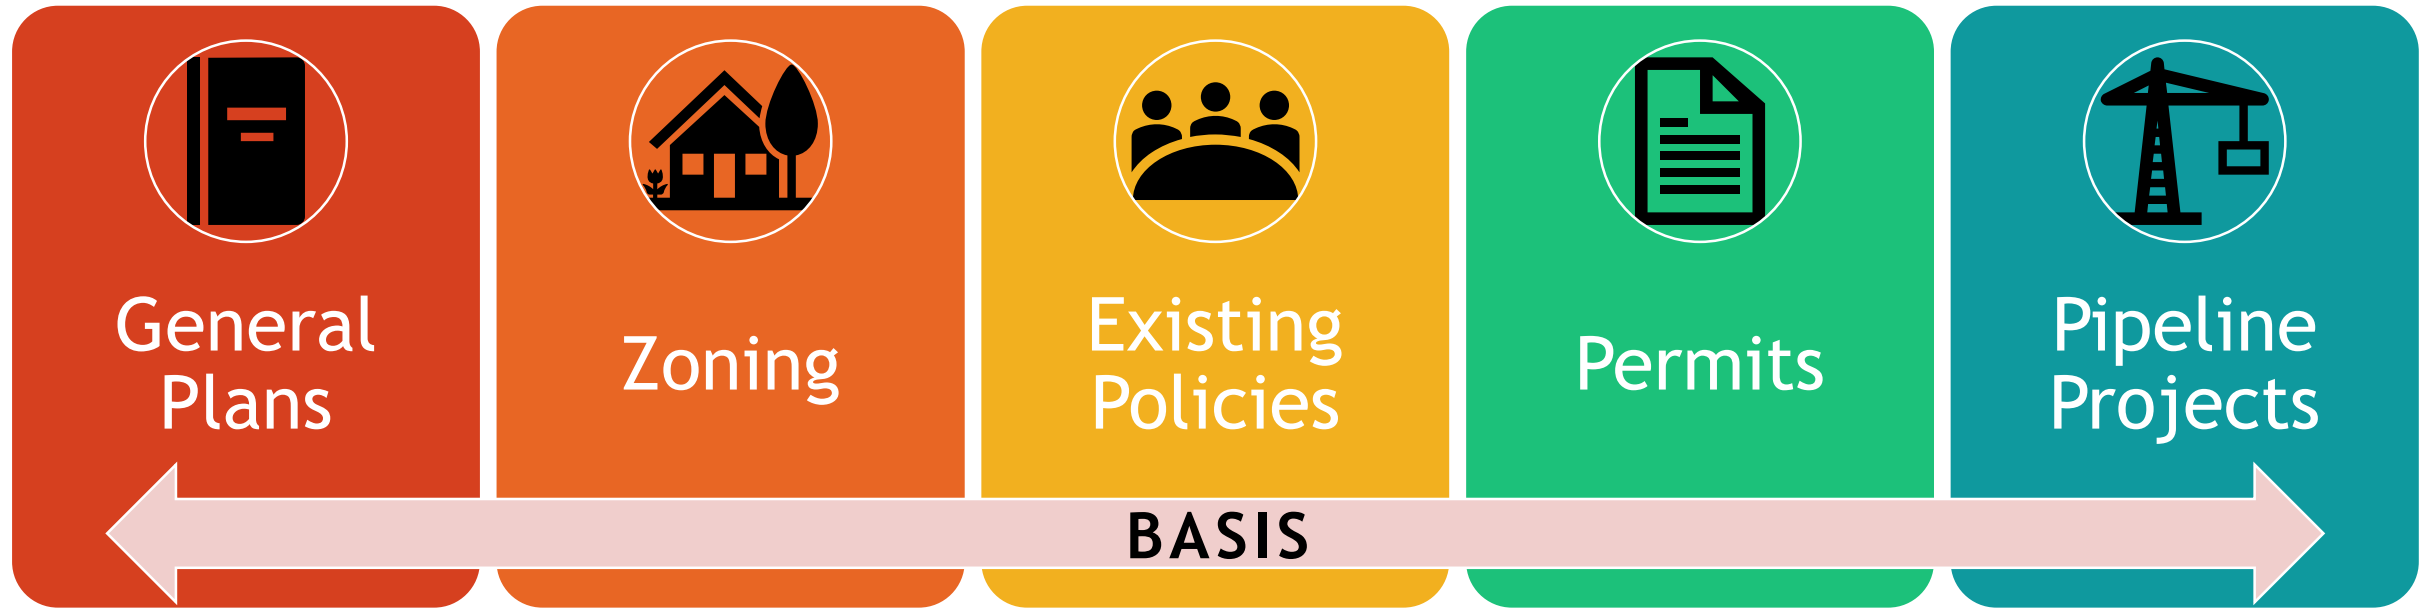 General
Plans
Zoning
Existing
Policies
Permits
Pipeline
Projects
BASIS